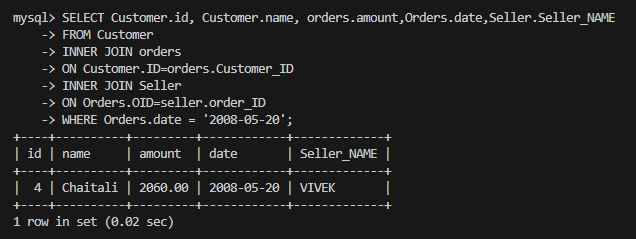 mysql> SELECT Customer.id, Customer.name, orders.amount,Orders.date,Seller.Seller_NAME
    -> FROM Customer
    -> INNER JOIN orders
    -> ON Customer.ID=orders.Customer_ID
    -> INNER JOIN Seller
    -> ON Orders.OID=seller.order_ID
    -> WHERE Orders.date = '2008-05-20';
+----+----------+---------+------------+-------------+
| id | name     | amount  | date       | Seller_NAME |
+----+----------+---------+------------+-------------+
|  4 | Chaitali | 2060.00 | 2008-05-20 | VIVEK       |
+----+----------+---------+------------+-------------+
1 row in set (0.02 sec)